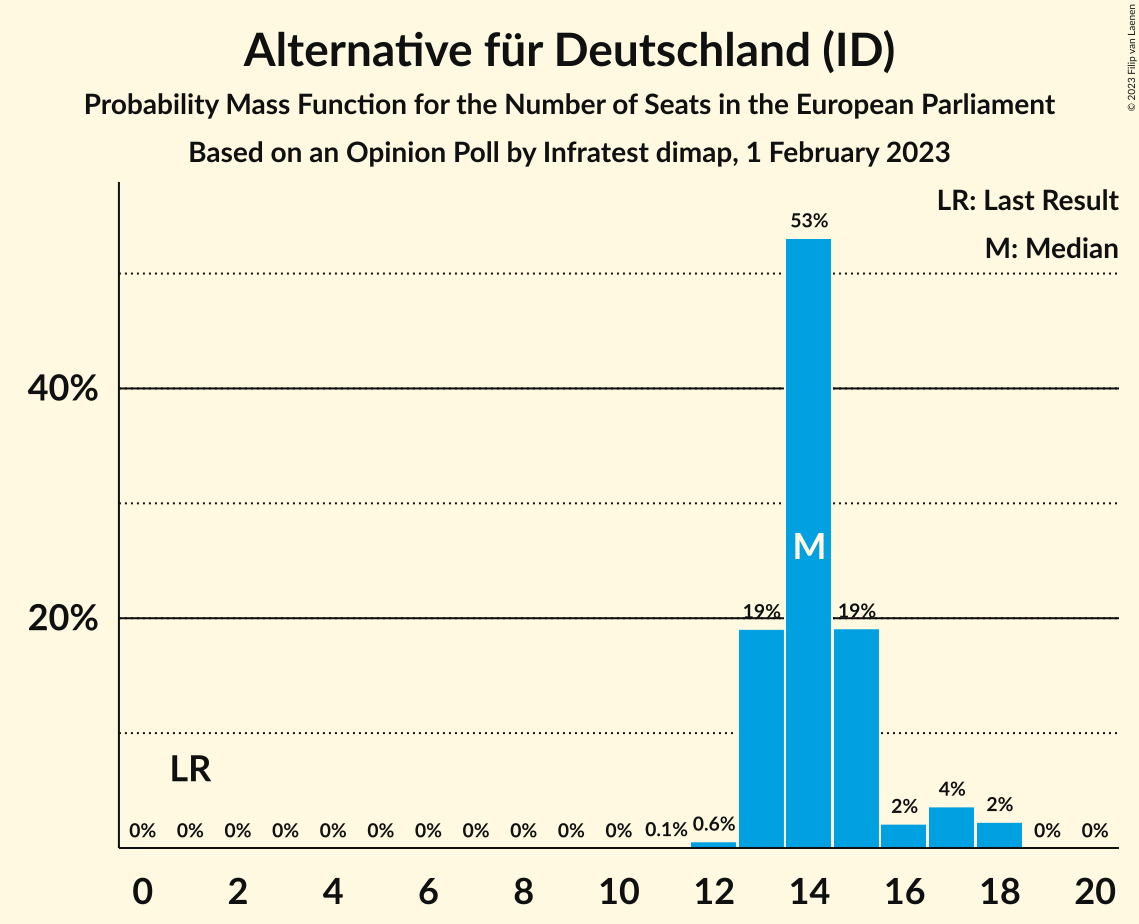 Alternative für Deutschland (ID)
Probability Mass Function for the Number of Seats in the European Parliament
Based on an Opinion Poll by Infratest dimap, 1 February 2023
© 2023 Filip van Laenen
LR: Last Result
M: Median
53%
40%
M
20%
19%
19%
LR
0% 0% 0% 0% 0% 0% 0% 0% 0% 0% 0% 0.1% 0.6% 2% 4% 2% 0% 0%
0 2 4 6 8 10 12 14 16 18 20